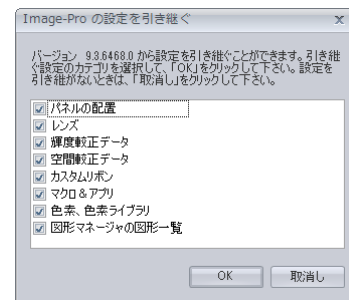 Image-Pro の設定を引き継ぐ
x
バージョン 9.3.6468.0 から設定を引き継ぐことができます。引き継
ぐ設定のカテゴリを選択して、「OK」をクリックして下さい。設定を
引き継がないときは、「取消し」をクリックして下さい。
パネルの配置
レンズ
輝度較正データ
空間較正データ
カスタムリボン
マクロ & アプリ
色素、色素ライブラリ
図形マネージャの図形一覧
OK
取消し